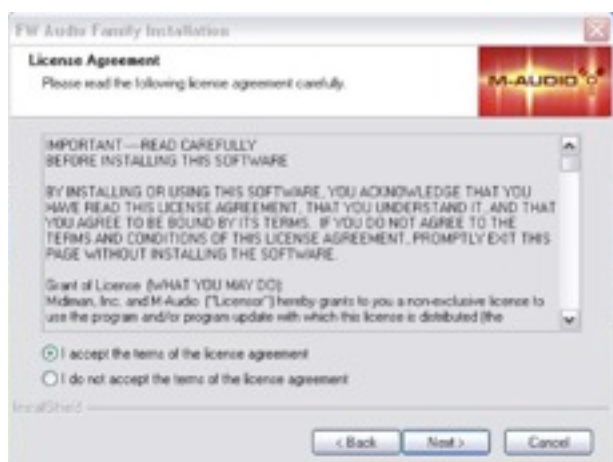 FW Audio Family Installation
License Agreement
Please read the following license agreement carefully.
M-AUDIO
IMPORTANT — READ CAREFULLY
BEFORE INSTALLING THIS SOFTWARE
BY INSTALLING OR USING THIS SOFTWARE, YOU ACKNOWLEDGE THAT YOU
HAVE READ THIS LICENSE AGREEMENT, THAT YOU UNDERSTAND IT, AND THAT
YOU AGREE TO BE BOUND BY ITS TERMS. IF YOU DO NOT AGREE TO THE
TERMS AND CONDITIONS OF THIS LICENSE AGREEMENT, PROMPTLY EXIT THIS
PAGE WITHOUT INSTALLING THE SOFTWARE.
Grant of License (WHAT YOU MAY DO):
Midiman, Inc. and M-Audio ("Licensor") hereby grants to you a non-exclusive license to
use the program and/or program update with which this license is distributed (the
I accept the terms of the license agreement
I do not accept the terms of the license agreement
InstallShield
< Back
Next >
Cancel